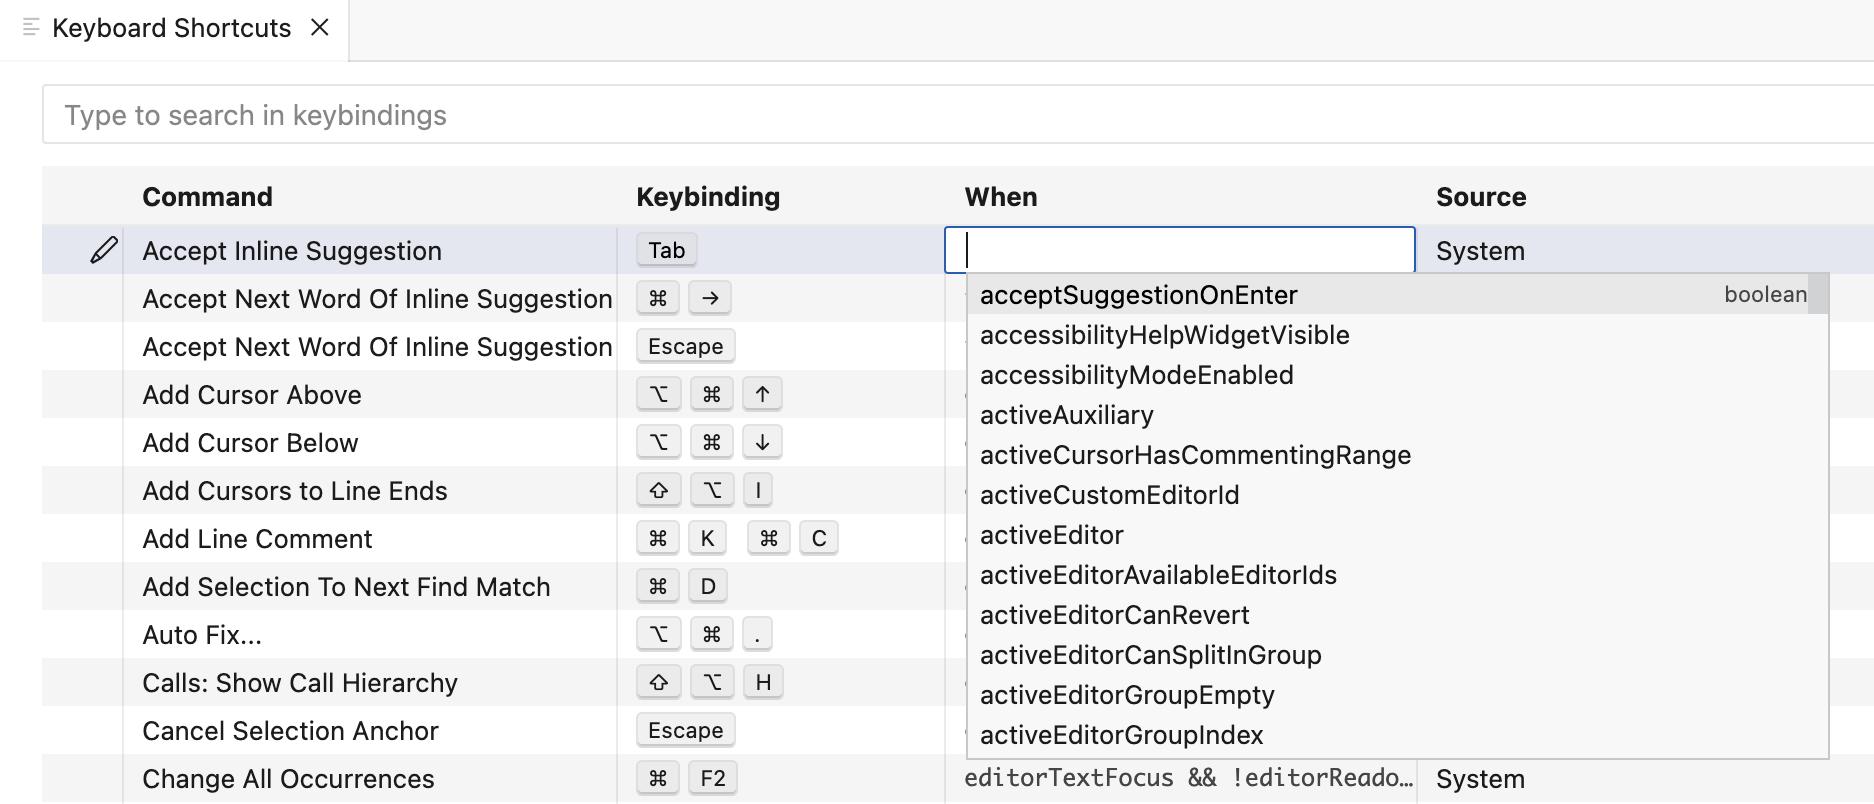 Keyboard Shortcuts
Type to search in keybindings
Command Keybinding When Source
Accept Inline Suggestion Tab System
acceptSuggestionOnEnter boolean
Accept Next Word Of Inline Suggestion ⌘ →
accessibilityHelpWidgetVisible
Accept Next Word Of Inline Suggestion Escape
accessibilityModeEnabled
Add Cursor Above ⌥ ⌘ ↑
activeAuxiliary
Add Cursor Below ⌥ ⌘ ↓
activeCursorHasCommentingRange
Add Cursors to Line Ends ⇧ ⌥ I
activeCustomEditorId
Add Line Comment ⌘ K ⌘ C
activeEditor
Add Selection To Next Find Match ⌘ D
activeEditorAvailableEditorIds
activeEditorCanRevert
Auto Fix... ⌥ ⌘ .
activeEditorCanSplitInGroup
Calls: Show Call Hierarchy ⇧ ⌥ H
activeEditorGroupEmpty
Cancel Selection Anchor Escape
activeEditorGroupIndex
Change All Occurrences ⌘ F2 editorTextFocus && !editorReado… System